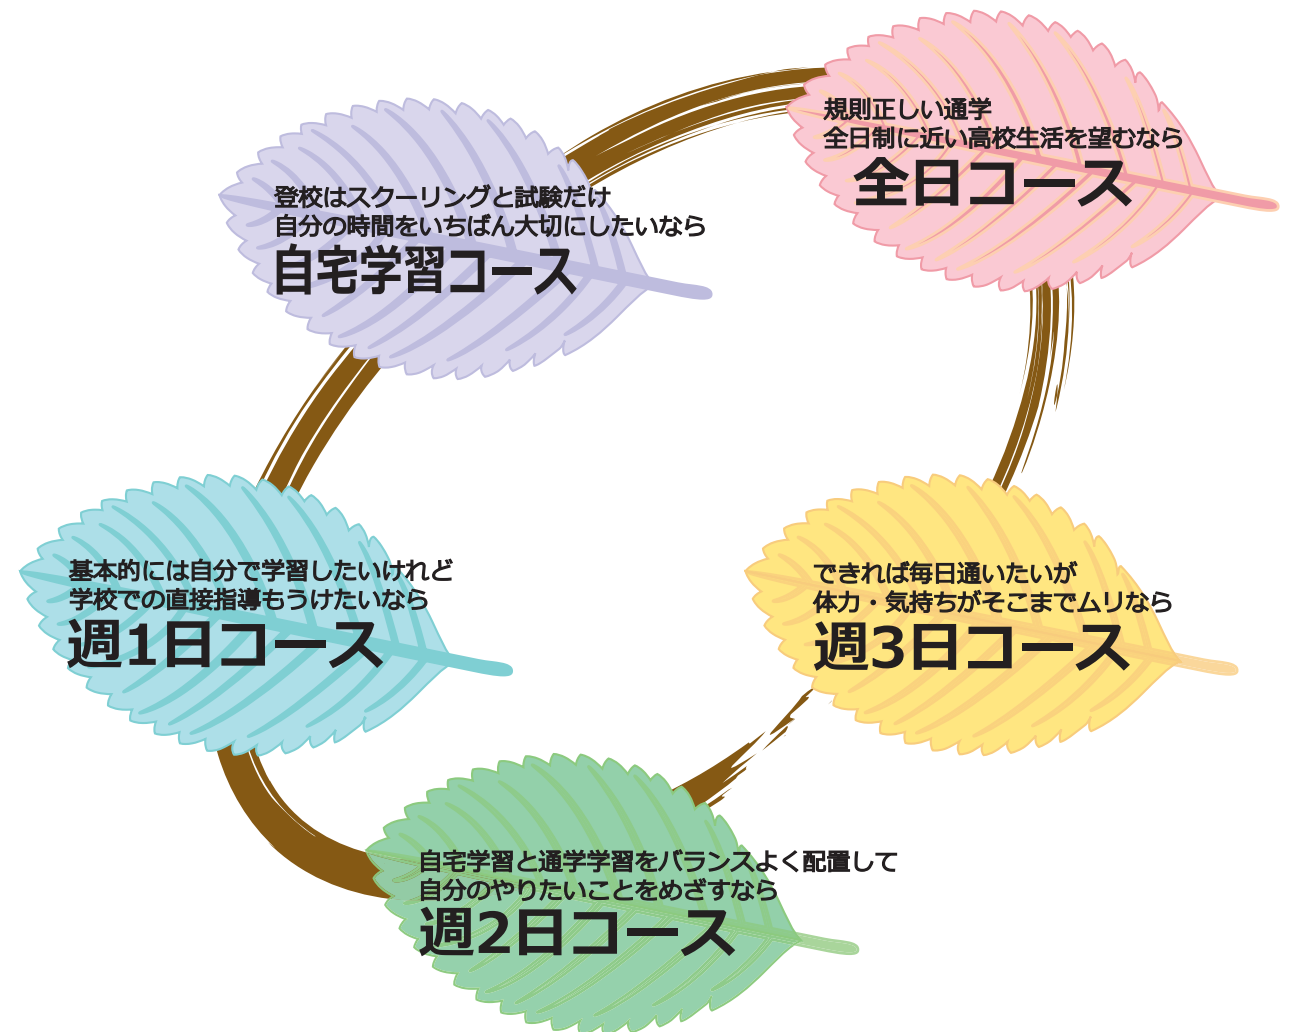 規則正しい通学
全日制に近い高校生活を望むなら
全日コース
登校はスクーリングと試験だけ
自分の時間をいちばん大切にしたいなら
自宅学習コース
基本的には自分で学習したいけれど
学校での直接指導もうけたいなら
週1日コース
できれば毎日通いたいが
体力・気持ちがそこまでムリなら
週3日コース
自宅学習と通学学習をバランスよく配置して
自分のやりたいことをめざすなら
週2日コース